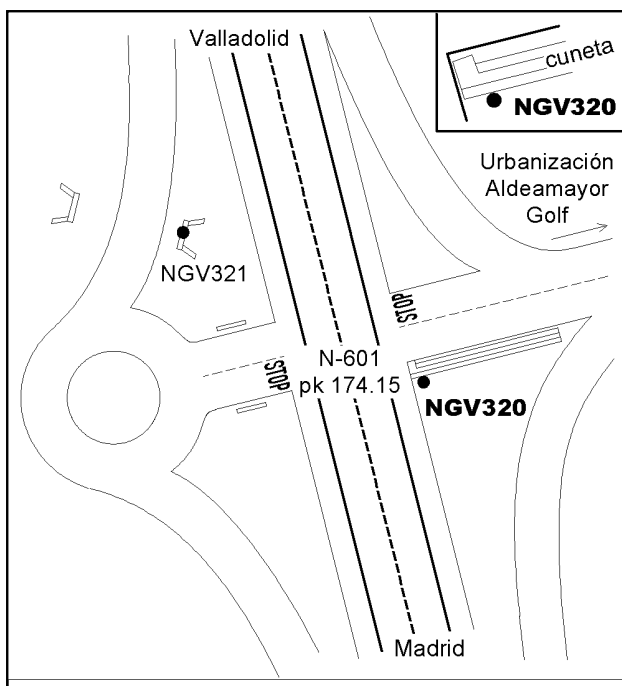 Valladolid
cuneta
NGV320
Urbanización
Aldeamayor
Golf
NGV321
STOP
N-601
pk 174.15
STOP
NGV320
Madrid